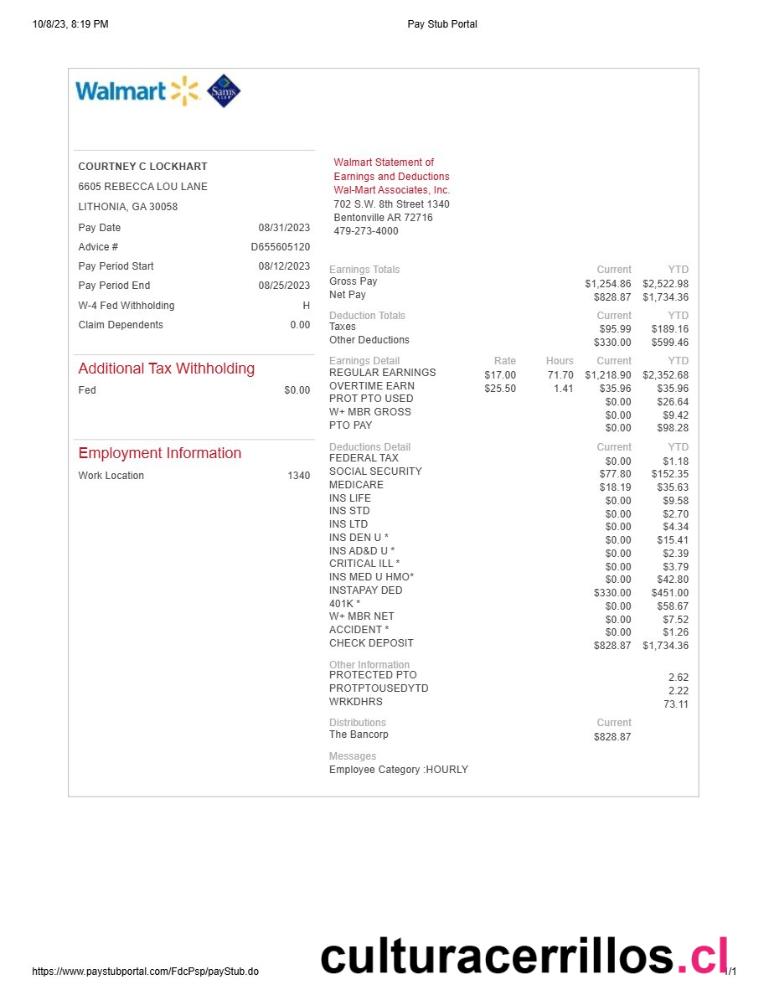 10/8/23, 8:19 PM Pay Stub Portal
Walmart Sam's CLUB
COURTNEY C LOCKHART
6605 REBECCA LOU LANE
LITHONIA, GA 30058
Pay Date 08/31/2023
Advice # D655605120
Pay Period Start 08/12/2023
Pay Period End 08/25/2023
W-4 Fed Withholding H
Claim Dependents 0.00
Additional Tax Withholding
Fed $0.00
Employment Information
Work Location 1340
Walmart Statement of
Earnings and Deductions
Wal-Mart Associates, Inc.
702 S.W. 8th Street 1340
Bentonville AR 72716
479-273-4000
Earnings Totals Current YTD
Gross Pay $1,254.86 $2,522.98
Net Pay $828.87 $1,734.36
Deduction Totals Current YTD
Taxes $95.99 $189.16
Other Deductions $330.00 $599.46
Earnings Detail Rate Hours Current YTD
REGULAR EARNINGS $17.00 71.70 $1,218.90 $2,352.68
OVERTIME EARN $25.50 1.41 $35.96 $35.96
PROT PTO USED $0.00 $26.64
W+ MBR GROSS $0.00 $9.42
PTO PAY $0.00 $98.28
Deductions Detail Current YTD
FEDERAL TAX $0.00 $1.18
SOCIAL SECURITY $77.80 $152.35
MEDICARE $18.19 $35.63
INS LIFE $0.00 $9.58
INS STD $0.00 $2.70
INS LTD $0.00 $4.34
INS DEN U * $0.00 $15.41
INS AD&D U * $0.00 $2.39
CRITICAL ILL * $0.00 $3.79
INS MED U HMO* $0.00 $42.80
INSTAPAY DED $330.00 $451.00
401K * $0.00 $58.67
W+ MBR NET $0.00 $7.52
ACCIDENT * $0.00 $1.26
CHECK DEPOSIT $828.87 $1,734.36
Other Information
PROTECTED PTO 2.62
PROTPTOUSEDYTD 2.22
WRKDHRS 73.11
Distributions Current
The Bancorp $828.87
Messages
Employee Category :HOURLY
culturacerrillos.cl
https://www.paystubportal.com/FdcPsp/payStub.do 1/1